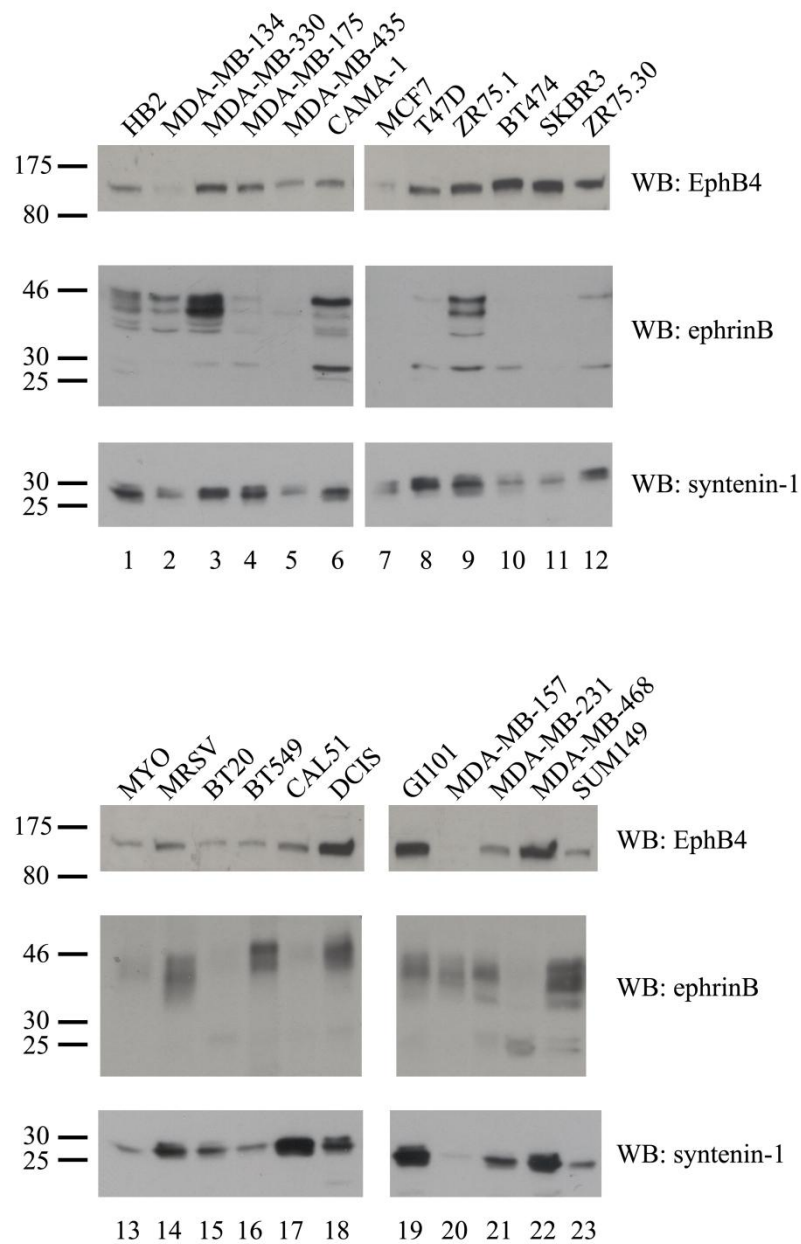 HB2 MDA-MB-134 MDA-MB-330 MDA-MB-175 MDA-MB-435 CAMA-1 MCF7 T47D ZR75.1 BT474 SKBR3 ZR75.30
175
WB: EphB4
80
46
WB: ephrinB
30
25
30
WB: syntenin-1
25
1 2 3 4 5 6 7 8 9 10 11 12
MYO MRSV BT20 BT549 CAL51 DCIS GI101 MDA-MB-157 MDA-MB-231 MDA-MB-468 SUM149
175
WB: EphB4
80
46
WB: ephrinB
30
25
30
WB: syntenin-1
25
13 14 15 16 17 18 19 20 21 22 23